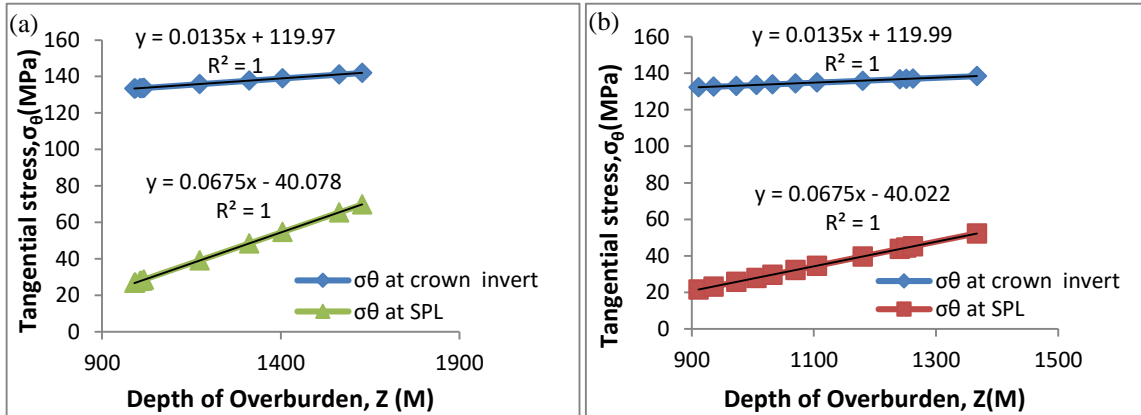 (a)
y = 0.0135x + 119.97
R² = 1
y = 0.0675x - 40.078
R² = 1
σθ at crown invert
σθ at SPL
Tangential stress,σθ(MPa)
160
140
120
100
80
60
40
20
0
900 1400 1900
Depth of Overburden, Z (M)
(b)
y = 0.0135x + 119.99
R² = 1
y = 0.0675x - 40.022
R² = 1
σθ at crown invert
σθ at SPL
Tangential stress,σθ(MPa)
160
140
120
100
80
60
40
20
0
900 1100 1300 1500
Depth of Overburden, Z(M)